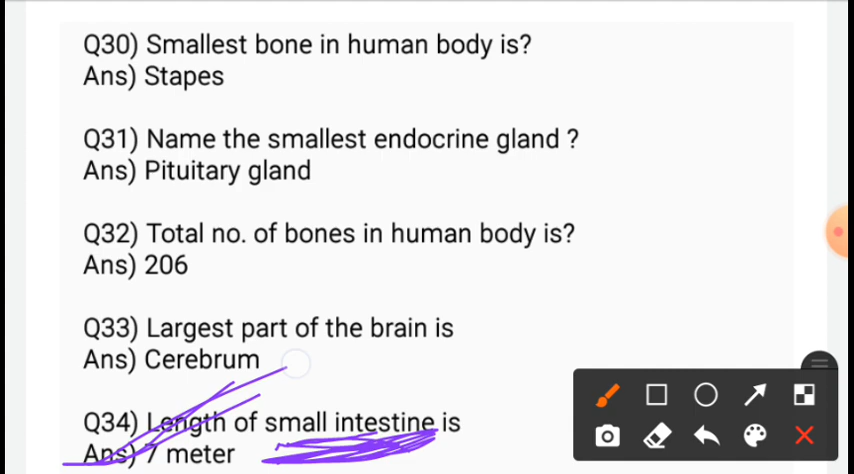 Q30) Smallest bone in human body is?
Ans) Stapes
Q31) Name the smallest endocrine gland ?
Ans) Pituitary gland
Q32) Total no. of bones in human body is?
Ans) 206
Q33) Largest part of the brain is
Ans) Cerebrum
Q34) Length of small intestine is
Ans) 7 meter